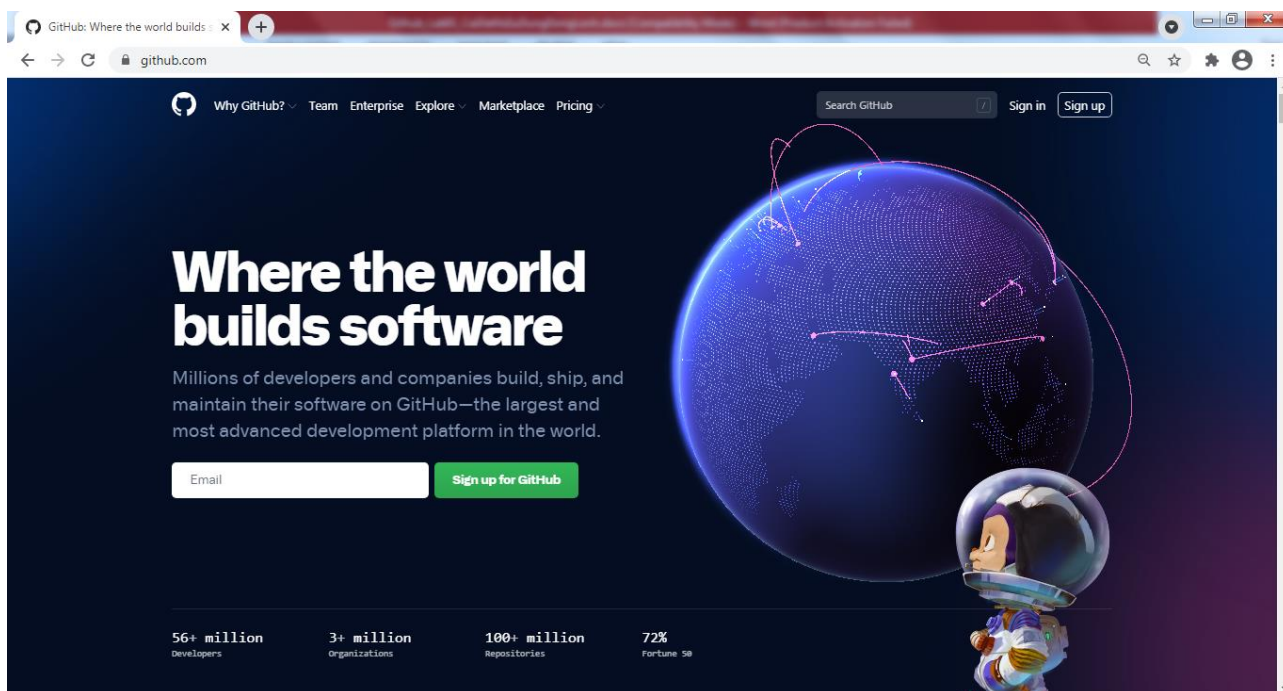 GitHub: Where the world builds s
github.com
Why GitHub? Team Enterprise Explore Marketplace Pricing Search GitHub / Sign in Sign up
Where the world
builds software
Millions of developers and companies build, ship, and
maintain their software on GitHub—the largest and
most advanced development platform in the world.
Email Sign up for GitHub
56+ million 3+ million 100+ million 72%
Developers Organizations Repositories Fortune 50